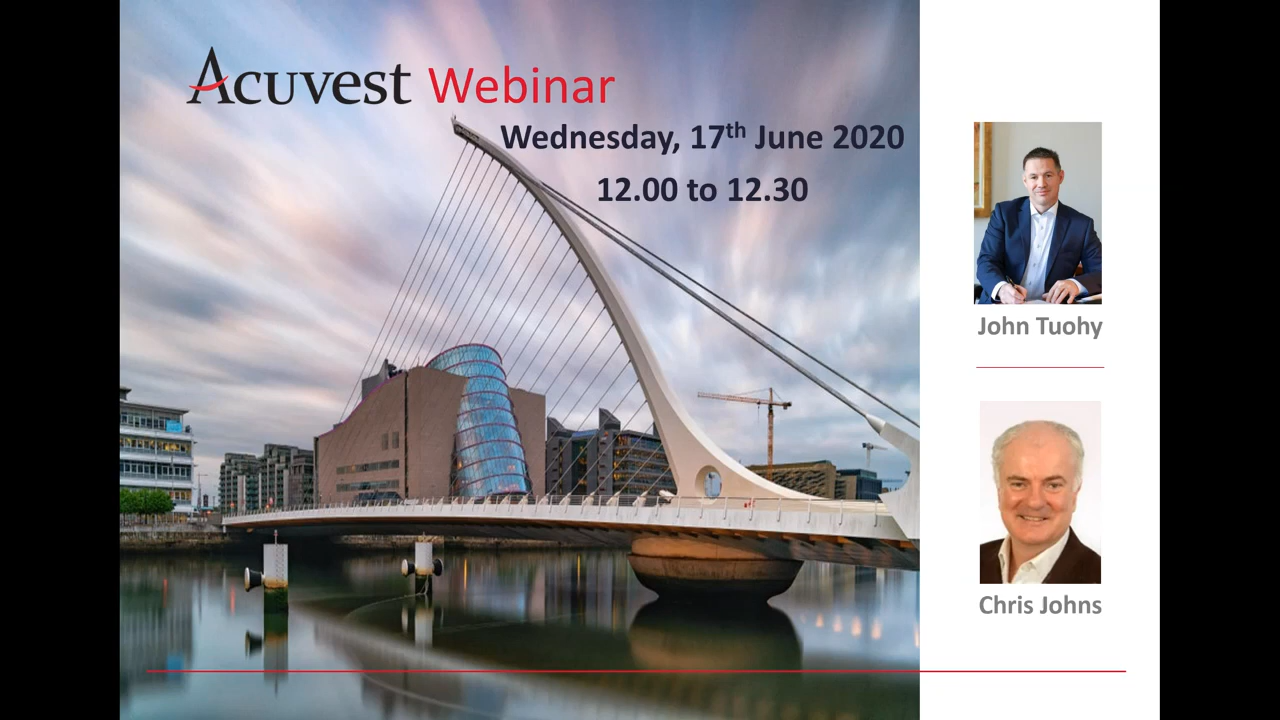 Acuvest Webinar
Wednesday, 17th June 2020
12.00 to 12.30
John Tuohy
Chris Johns